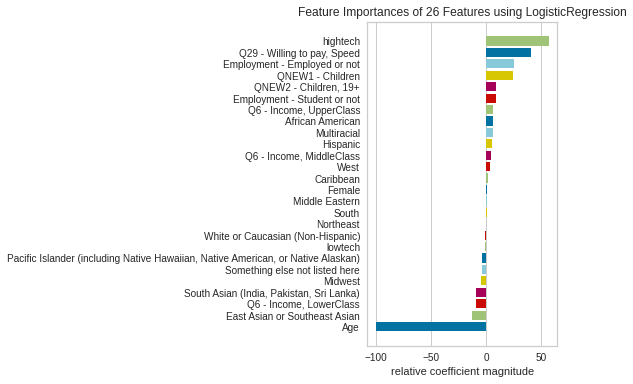 Feature Importances of 26 Features using LogisticRegression
hightech
Q29 - Willing to pay, Speed
Employment - Employed or not
QNEW1 - Children
QNEW2 - Children, 19+
Employment - Student or not
Q6 - Income, UpperClass
African American
Multiracial
Hispanic
Q6 - Income, MiddleClass
West
Caribbean
Female
Middle Eastern
South
Northeast
White or Caucasian (Non-Hispanic)
lowtech
Pacific Islander (including Native Hawaiian, Native American, or Native Alaskan)
Something else not listed here
Midwest
South Asian (India, Pakistan, Sri Lanka)
Q6 - Income, LowerClass
East Asian or Southeast Asian
Age
−100 −50 0 50
relative coefficient magnitude